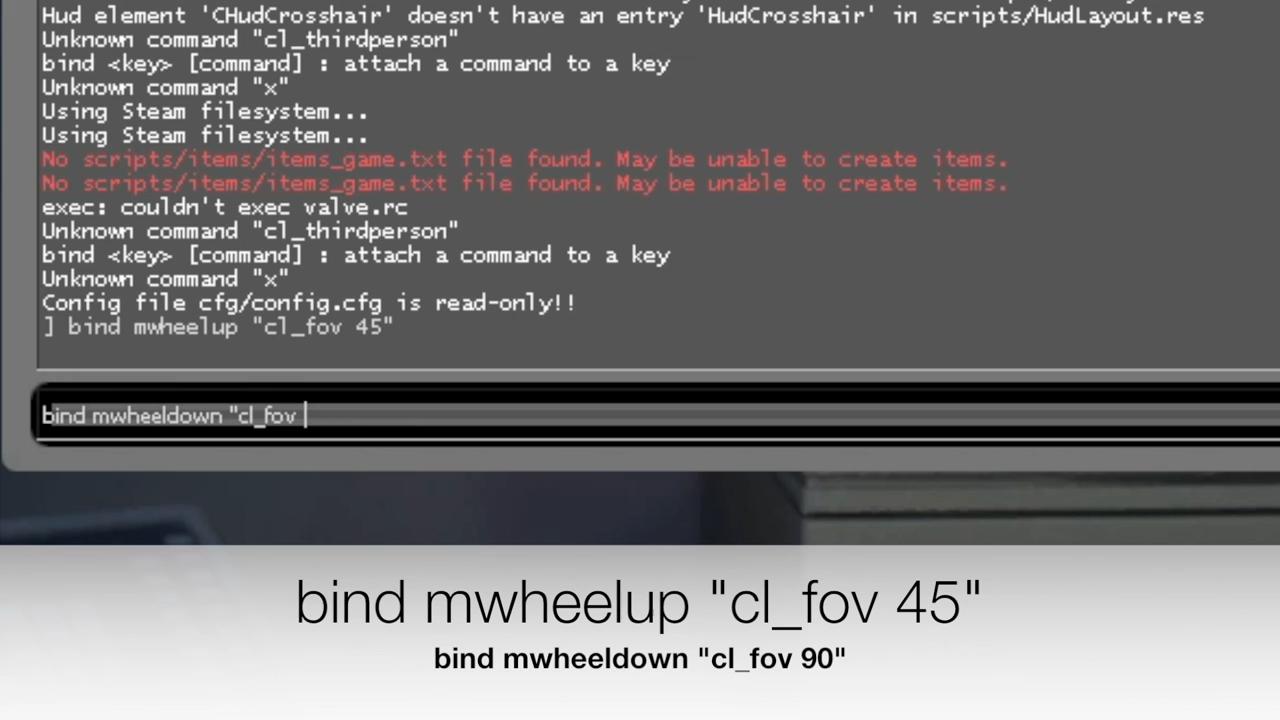 Hud element 'CHudCrosshair' doesn't have an entry 'HudCrosshair' in scripts/HudLayout.res
Unknown command "cl_thirdperson"
bind <key> [command] : attach a command to a key
Unknown command "x"
Using Steam filesystem...
Using Steam filesystem...
No scripts/items/items_game.txt file found. May be unable to create items.
No scripts/items/items_game.txt file found. May be unable to create items.
exec: couldn't exec valve.rc
Unknown command "cl_thirdperson"
bind <key> [command] : attach a command to a key
Unknown command "x"
Config file cfg/config.cfg is read-only!!
] bind mwheelup "cl_fov 45"
bind mwheeldown "cl_fov
bind mwheelup "cl_fov 45"
bind mwheeldown "cl_fov 90"